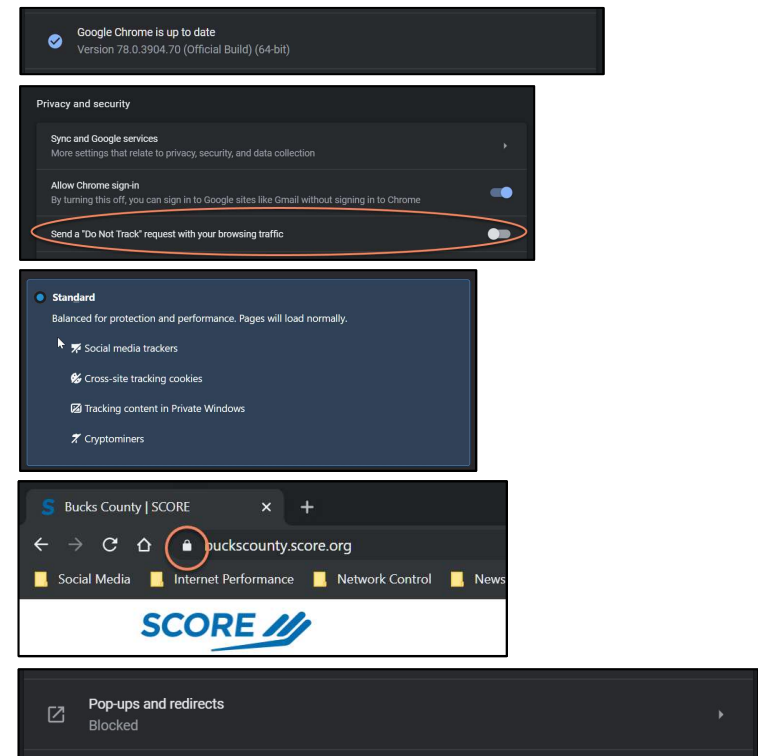 Google Chrome is up to date
Version 78.0.3904.70 (Official Build) (64-bit)
Privacy and security
Sync and Google services
More settings that relate to privacy, security, and data collection
Allow Chrome sign-in
By turning this off, you can sign in to Google sites like Gmail without signing in to Chrome
Send a "Do Not Track" request with your browsing traffic
Standard
Balanced for protection and performance. Pages will load normally.
Social media trackers
Cross-site tracking cookies
Tracking content in Private Windows
Cryptominers
S Bucks County | SCORE
buckscounty.score.org
Social Media Internet Performance Network Control News
SCORE
Pop-ups and redirects
Blocked